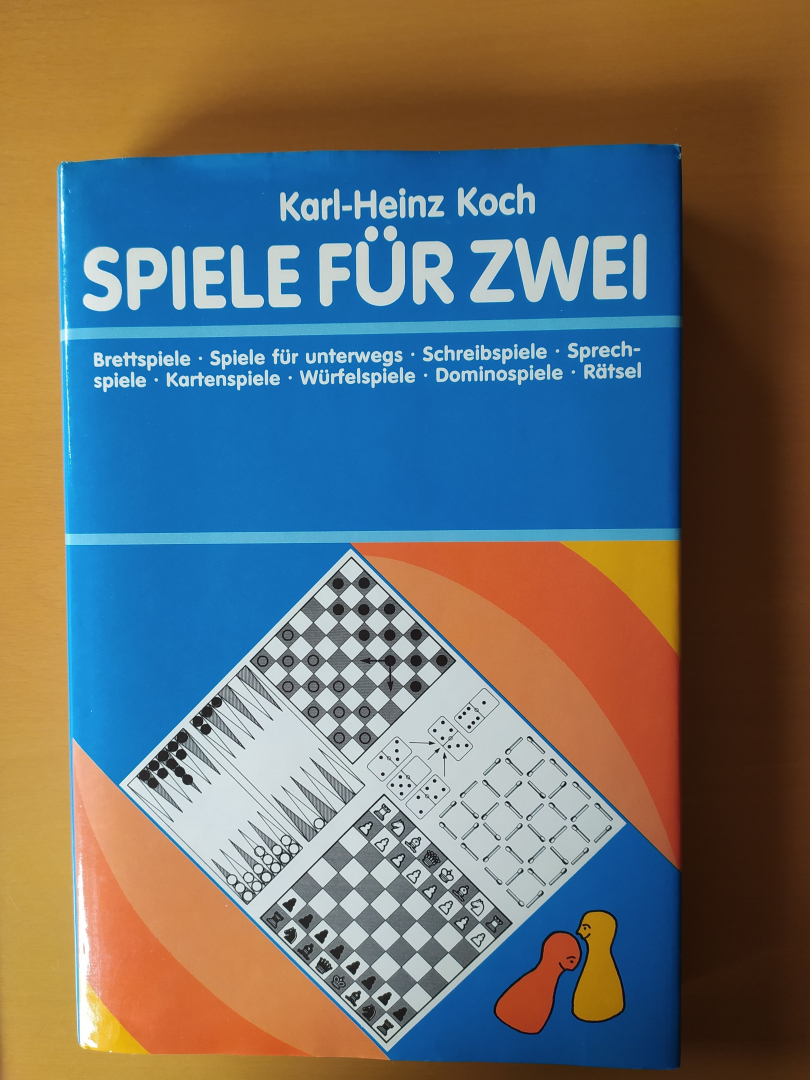 Karl-Heinz Koch
SPIELE FÜR ZWEI
Brettspiele · Spiele für unterwegs · Schreibspiele · Sprech-
spiele · Kartenspiele · Würfelspiele · Dominospiele · Rätsel